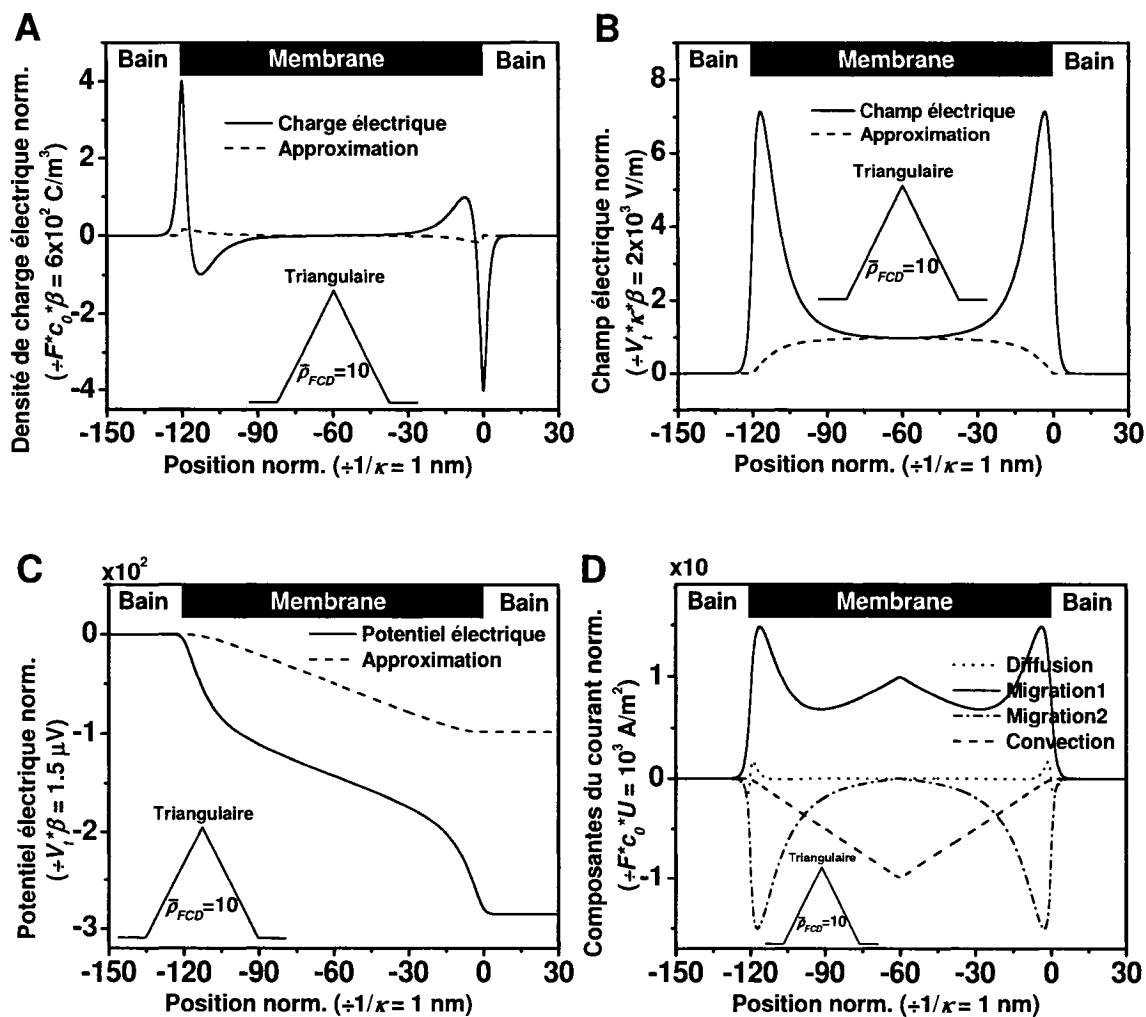 A
Bain Membrane Bain
Densité de charge électrique norm.
(÷F*c₀*β = 6x10² C/m³)
4
2
0
-2
-4
Charge électrique
Approximation
Triangulaire
ρ̄FCD=10
-150 -120 -90 -60 -30 0 30
Position norm. (÷1/κ = 1 nm)
B
Bain Membrane Bain
Champ électrique norm.
(÷Vt*κ*β = 2x10³ V/m)
8
6
4
2
0
Champ électrique
Approximation
Triangulaire
ρ̄FCD=10
-150 -120 -90 -60 -30 0 30
Position norm. (÷1/κ = 1 nm)
C
x10²
Bain Membrane Bain
Potentiel électrique norm.
(÷Vt*β = 1.5 μV)
0
-1
-2
-3
Potentiel électrique
Approximation
Triangulaire
ρ̄FCD=10
-150 -120 -90 -60 -30 0 30
Position norm. (÷1/κ = 1 nm)
D
x10
Bain Membrane Bain
Composantes du courant norm.
(÷F*c₀*U = 10³ A/m²)
1
0
-1
Diffusion
Migration1
Migration2
Convection
Triangulaire
ρ̄FCD=10
-150 -120 -90 -60 -30 0 30
Position norm. (÷1/κ = 1 nm)